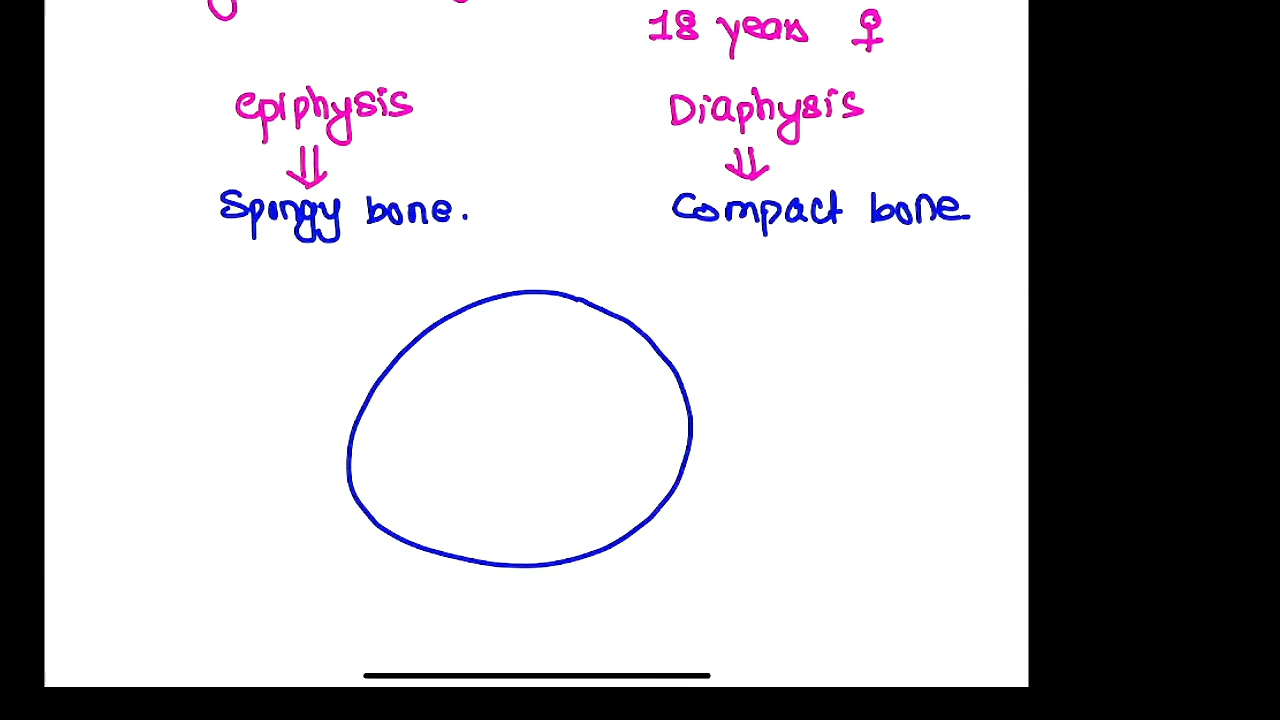 18 years ♀
epiphysis Diaphysis
⇓ ⇓
Spongy bone. Compact bone